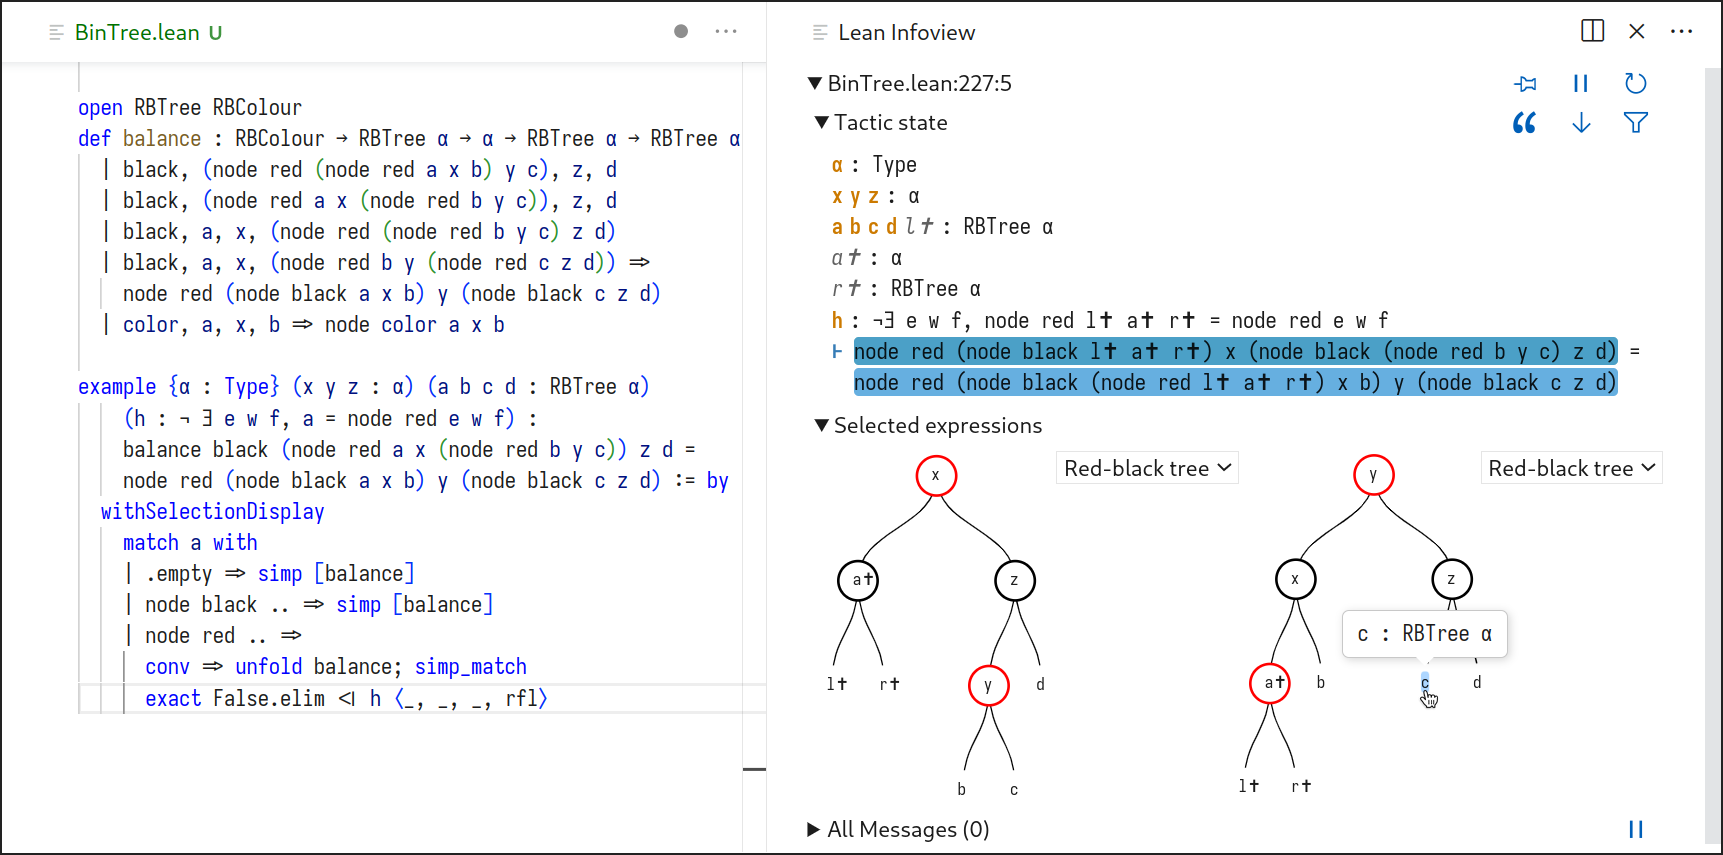 BinTree.lean U
open RBTree RBColour
def balance : RBColour → RBTree α → α → RBTree α → RBTree α
| black, (node red (node red a x b) y c), z, d
| black, (node red a x (node red b y c)), z, d
| black, a, x, (node red (node red b y c) z d)
| black, a, x, (node red b y (node red c z d)) ⇒
node red (node black a x b) y (node black c z d)
| color, a, x, b ⇒ node color a x b
example {α : Type} (x y z : α) (a b c d : RBTree α)
(h : ¬ ∃ e w f, a = node red e w f) :
balance black (node red a x (node red b y c)) z d =
node red (node black a x b) y (node black c z d) := by
withSelectionDisplay
match a with
| .empty ⇒ simp [balance]
| node black .. ⇒ simp [balance]
| node red .. ⇒
conv ⇒ unfold balance; simp_match
exact False.elim <| h ⟨_, _, _, rfl⟩
Lean Infoview
BinTree.lean:227:5
Tactic state
α : Type
x y z : α
a b c d l✝ : RBTree α
a✝ : α
r✝ : RBTree α
h : ¬∃ e w f, node red l✝ a✝ r✝ = node red e w f
⊢ node red (node black l✝ a✝ r✝) x (node black (node red b y c) z d) =
node red (node black (node red l✝ a✝ r✝) x b) y (node black c z d)
Selected expressions
Red-black tree
x
a✝ z
l✝ r✝ y d
b c
Red-black tree
y
x z
c : RBTree α
a✝ b c d
l✝ r✝
All Messages (0)